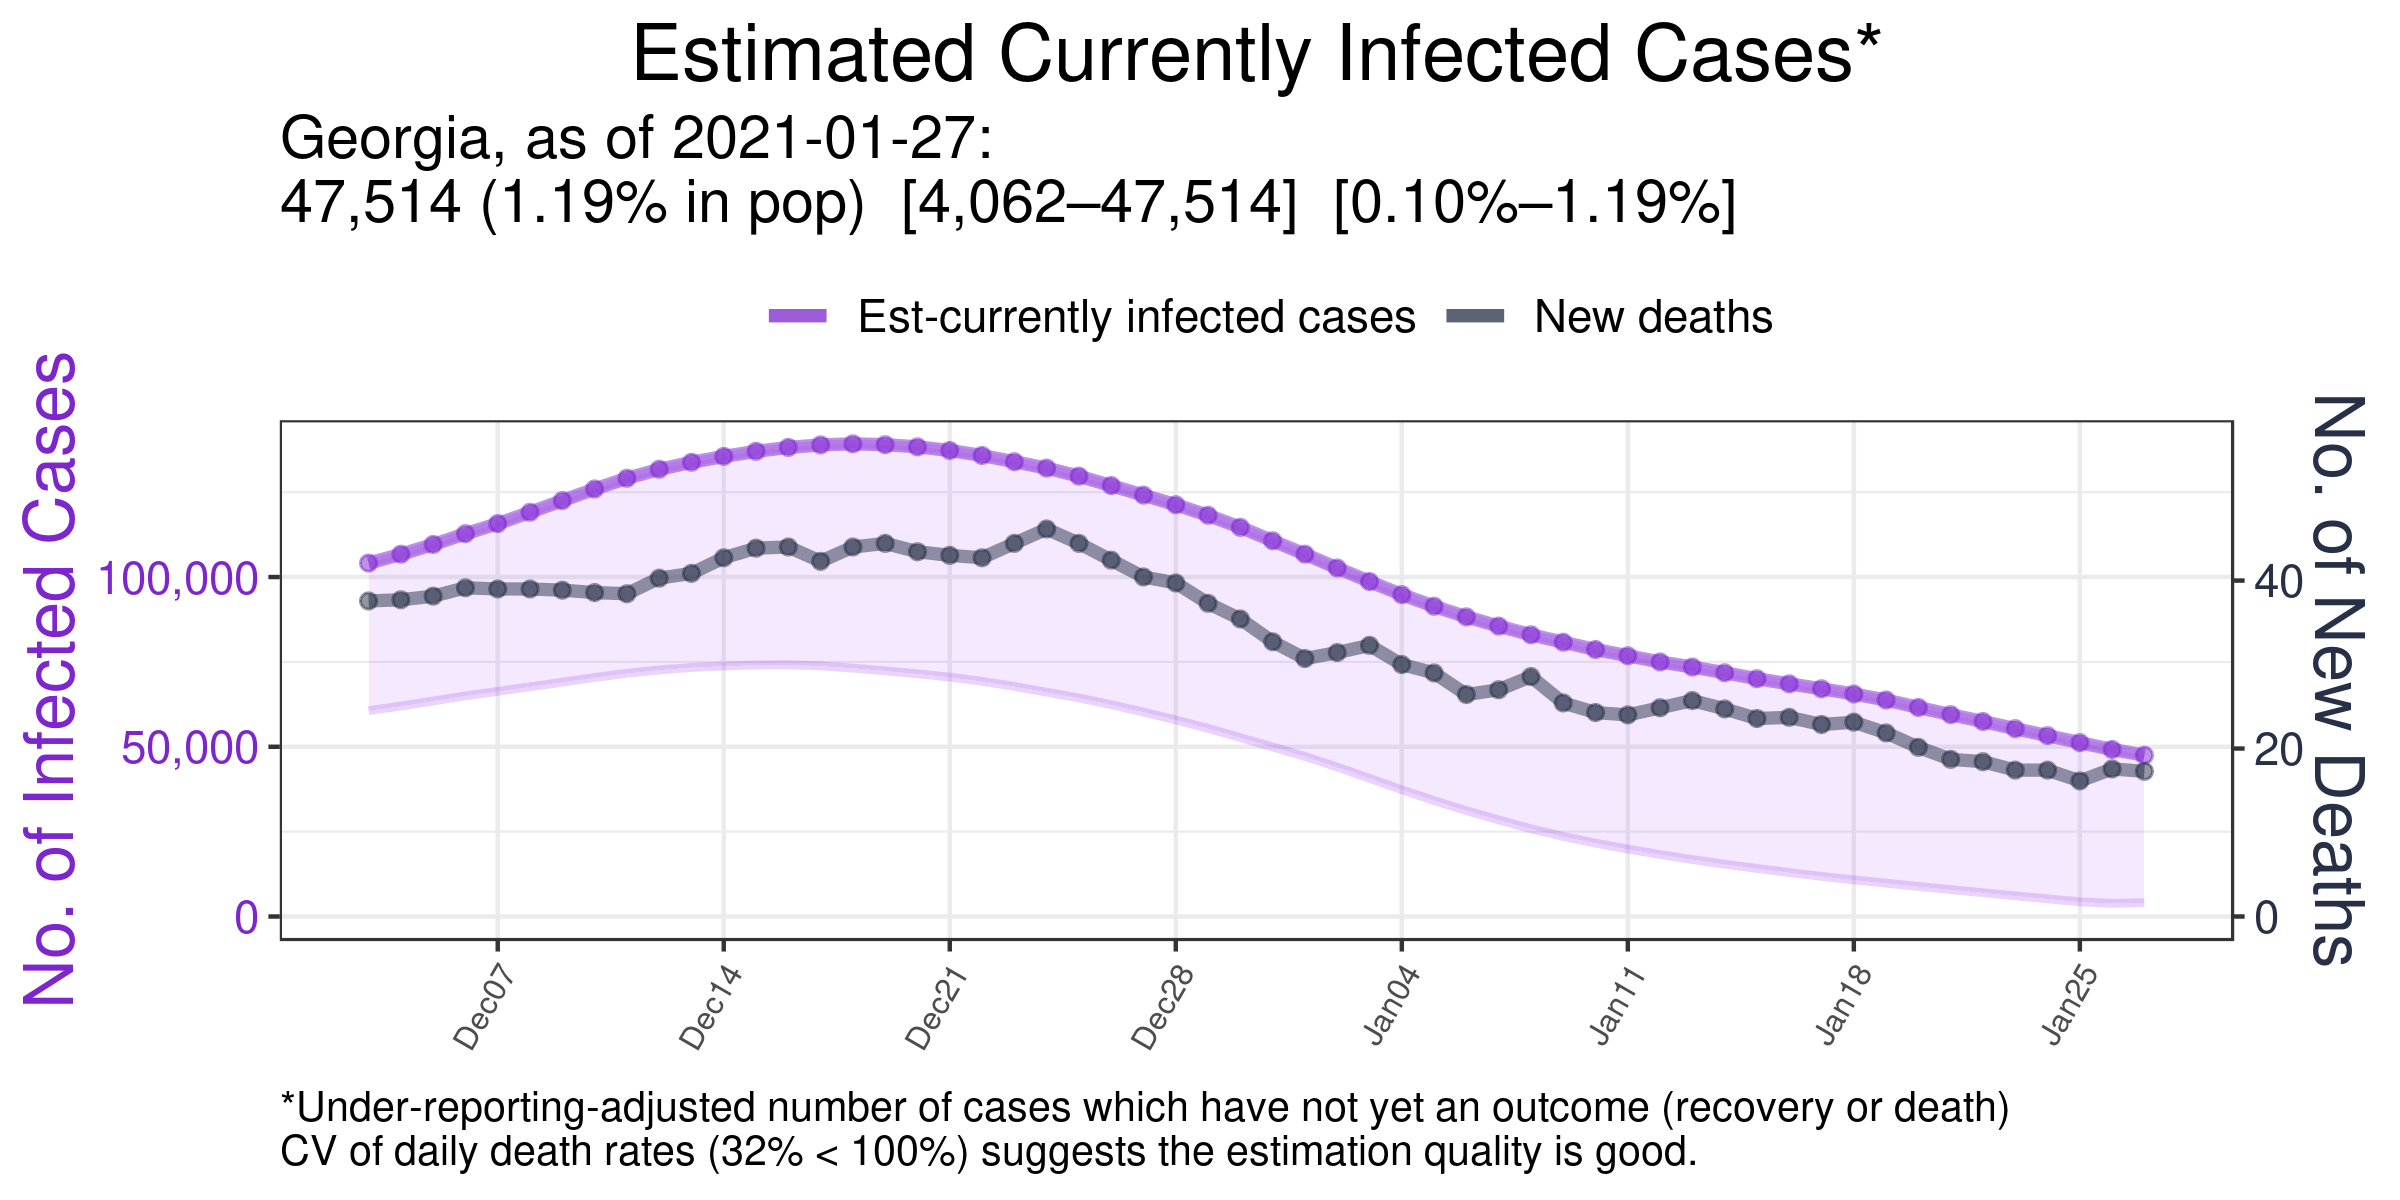 Estimated Currently Infected Cases*
Georgia, as of 2021-01-27:
47,514 (1.19% in pop)  [4,062–47,514]  [0.10%–1.19%]
Est-currently infected cases
New deaths
No. of Infected Cases
100,000
50,000
0
40
20
0
No. of New Deaths
Dec07
Dec14
Dec21
Dec28
Jan04
Jan11
Jan18
Jan25
*Under-reporting-adjusted number of cases which have not yet an outcome (recovery or death)
CV of daily death rates (32% < 100%) suggests the estimation quality is good.